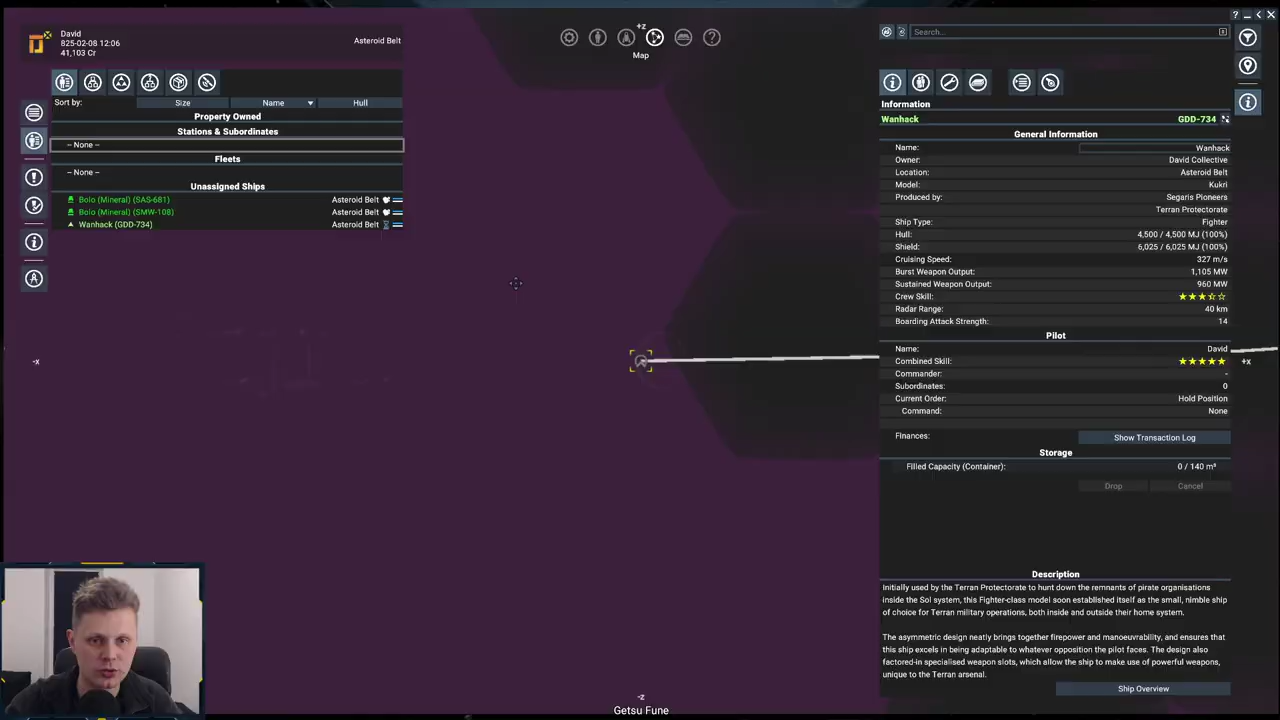 David
825-02-08 12:06
41,103 Cr
Asteroid Belt
+z
Map
Sort by:
Size
Name
Hull
Property Owned
Stations & Subordinates
-- None --
Fleets
-- None --
Unassigned Ships
Bolo (Mineral) (SAS-681) Asteroid Belt
Bolo (Mineral) (SMW-108) Asteroid Belt
Wanhack (GDD-734) Asteroid Belt
-x
+x
-z
Getsu Fune
Search...
Information
Wanhack GDD-734
General Information
Name: Wanhack
Owner: David Collective
Location: Asteroid Belt
Model: Kukri
Produced by: Segaris Pioneers
Terran Protectorate
Ship Type: Fighter
Hull: 4,500 / 4,500 MJ (100%)
Shield: 6,025 / 6,025 MJ (100%)
Cruising Speed: 327 m/s
Burst Weapon Output: 1,105 MW
Sustained Weapon Output: 960 MW
Crew Skill: ★★★☆☆
Radar Range: 40 km
Boarding Attack Strength: 14
Pilot
Name: David
Combined Skill: ★★★★★
Commander: -
Subordinates: 0
Current Order: Hold Position
Command: None
Finances: Show Transaction Log
Storage
Filled Capacity (Container): 0 / 140 m³
Drop
Cancel
Description
Initially used by the Terran Protectorate to hunt down the remnants of pirate organisations
inside the Sol system, this Fighter-class model soon established itself as the small, nimble ship
of choice for Terran military operations, both inside and outside their home system.
The asymmetric design neatly brings together firepower and manoeuvrability, and ensures that
this ship excels in being adaptable to whatever opposition the pilot faces. The design also
factored-in specialised weapon slots, which allow the ship to make use of powerful weapons,
unique to the Terran arsenal.
Ship Overview